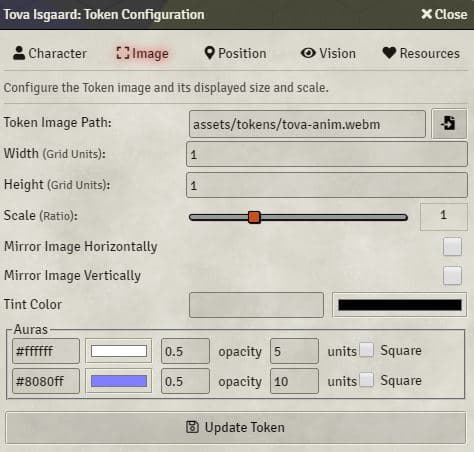 Tova Isgaard: Token Configuration Close
Character Image Position Vision Resources
Configure the Token image and its displayed size and scale.
Token Image Path: assets/tokens/tova-anim.webm
Width (Grid Units): 1
Height (Grid Units): 1
Scale (Ratio): 1
Mirror Image Horizontally
Mirror Image Vertically
Tint Color
Auras
#ffffff 0.5 opacity 5 units Square
#8080ff 0.5 opacity 10 units Square
Update Token